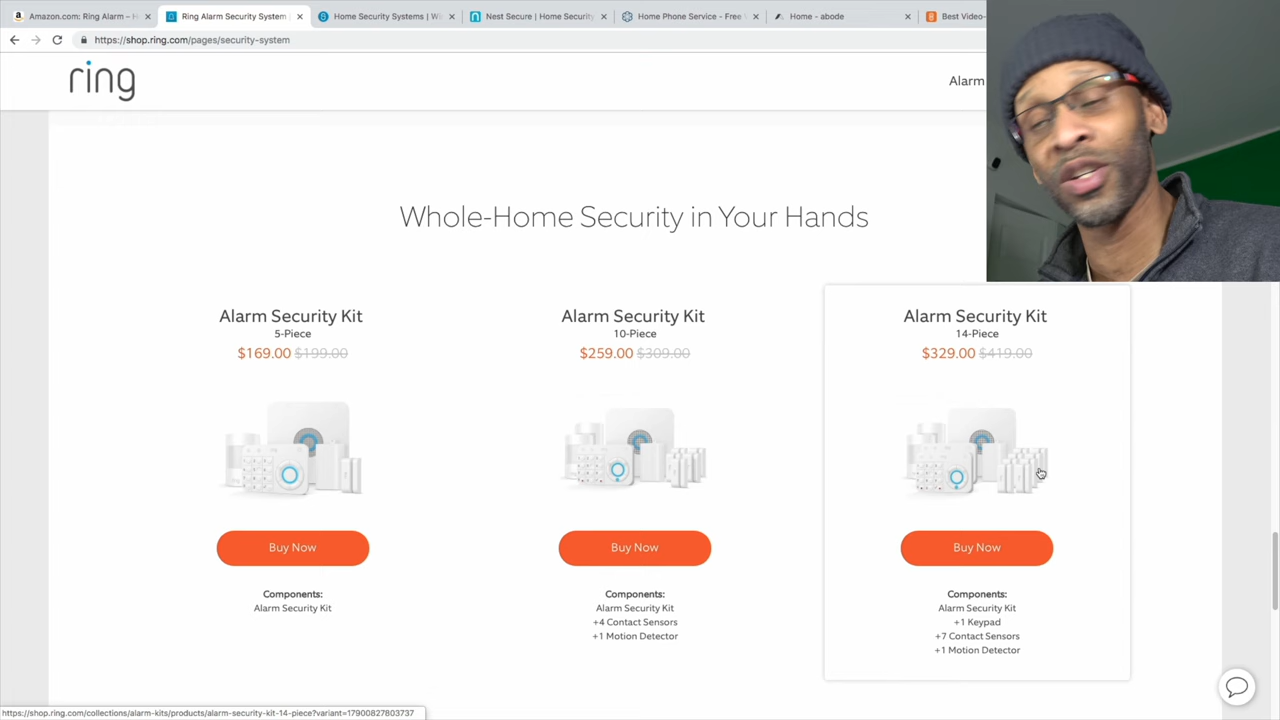 Amazon.com: Ring Alarm – H
Ring Alarm Security System
Home Security Systems | Wi
Nest Secure | Home Security
Home Phone Service - Free
Home - abode
Best Video-
https://shop.ring.com/pages/security-system
ring
Alarm
Whole-Home Security in Your Hands
Alarm Security Kit
5-Piece
$169.00 $199.00
Buy Now
Components:
Alarm Security Kit
Alarm Security Kit
10-Piece
$259.00 $309.00
Buy Now
Components:
Alarm Security Kit
+4 Contact Sensors
+1 Motion Detector
Alarm Security Kit
14-Piece
$329.00 $419.00
Buy Now
Components:
Alarm Security Kit
+1 Keypad
+7 Contact Sensors
+1 Motion Detector
https://shop.ring.com/collections/alarm-kits/products/alarm-security-kit-14-piece?variant=17900827803737